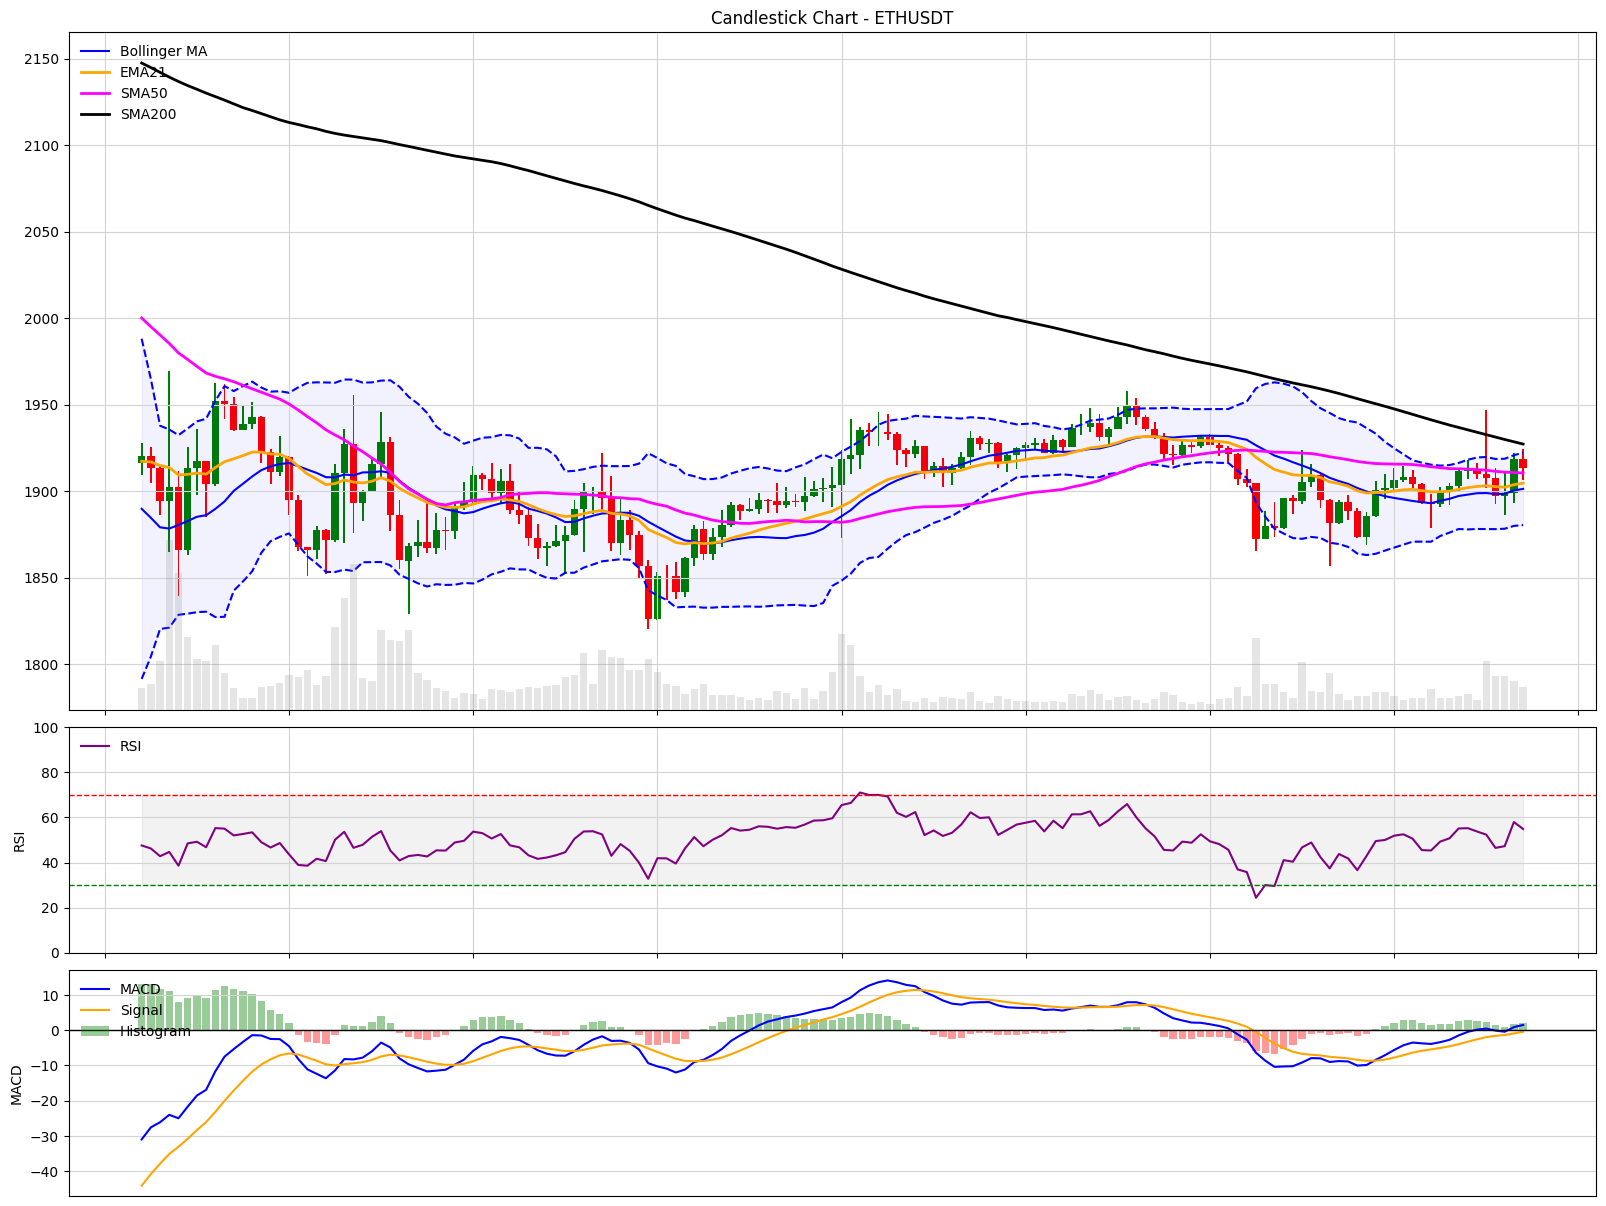 Candlestick Chart - ETHUSDT
Bollinger MA
EMA21
SMA50
SMA200
2150
2100
2050
2000
1950
1900
1850
1800
RSI
100
80
60
40
20
0
RSI
MACD
Signal
Histogram
10
0
−10
−20
−30
−40
MACD